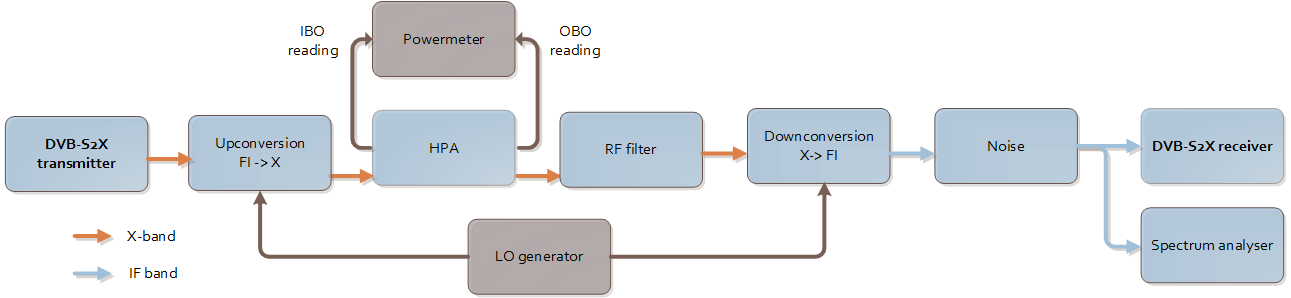 IBO
reading
Powermeter
OBO
reading
DVB-S2X
transmitter
Upconversion
FI -> X
HPA
RF filter
Downconversion
X-> FI
Noise
DVB-S2X receiver
X-band
IF band
LO generator
Spectrum analyser